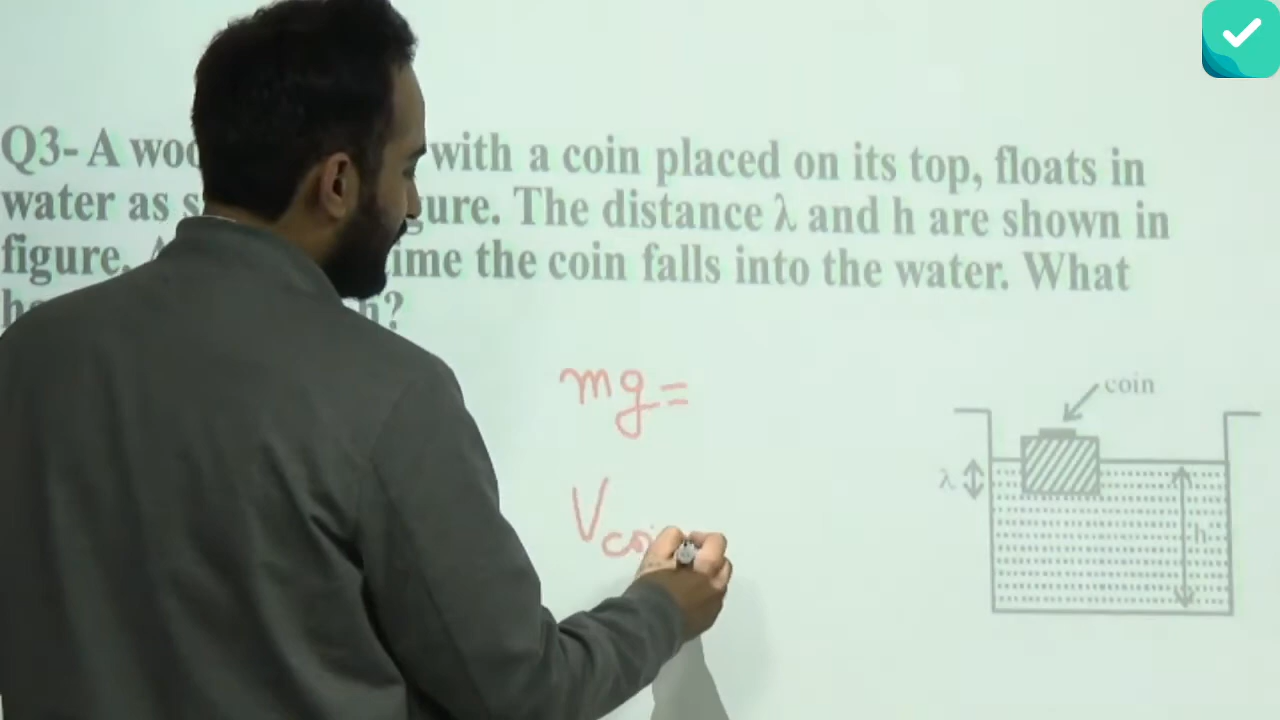 Q3- A with a coin placed on its top, floats in
water as gure. The distance λ and h are shown in
figure. ime the coin falls into the water. What
h?
mg =
coin
λ
h
V